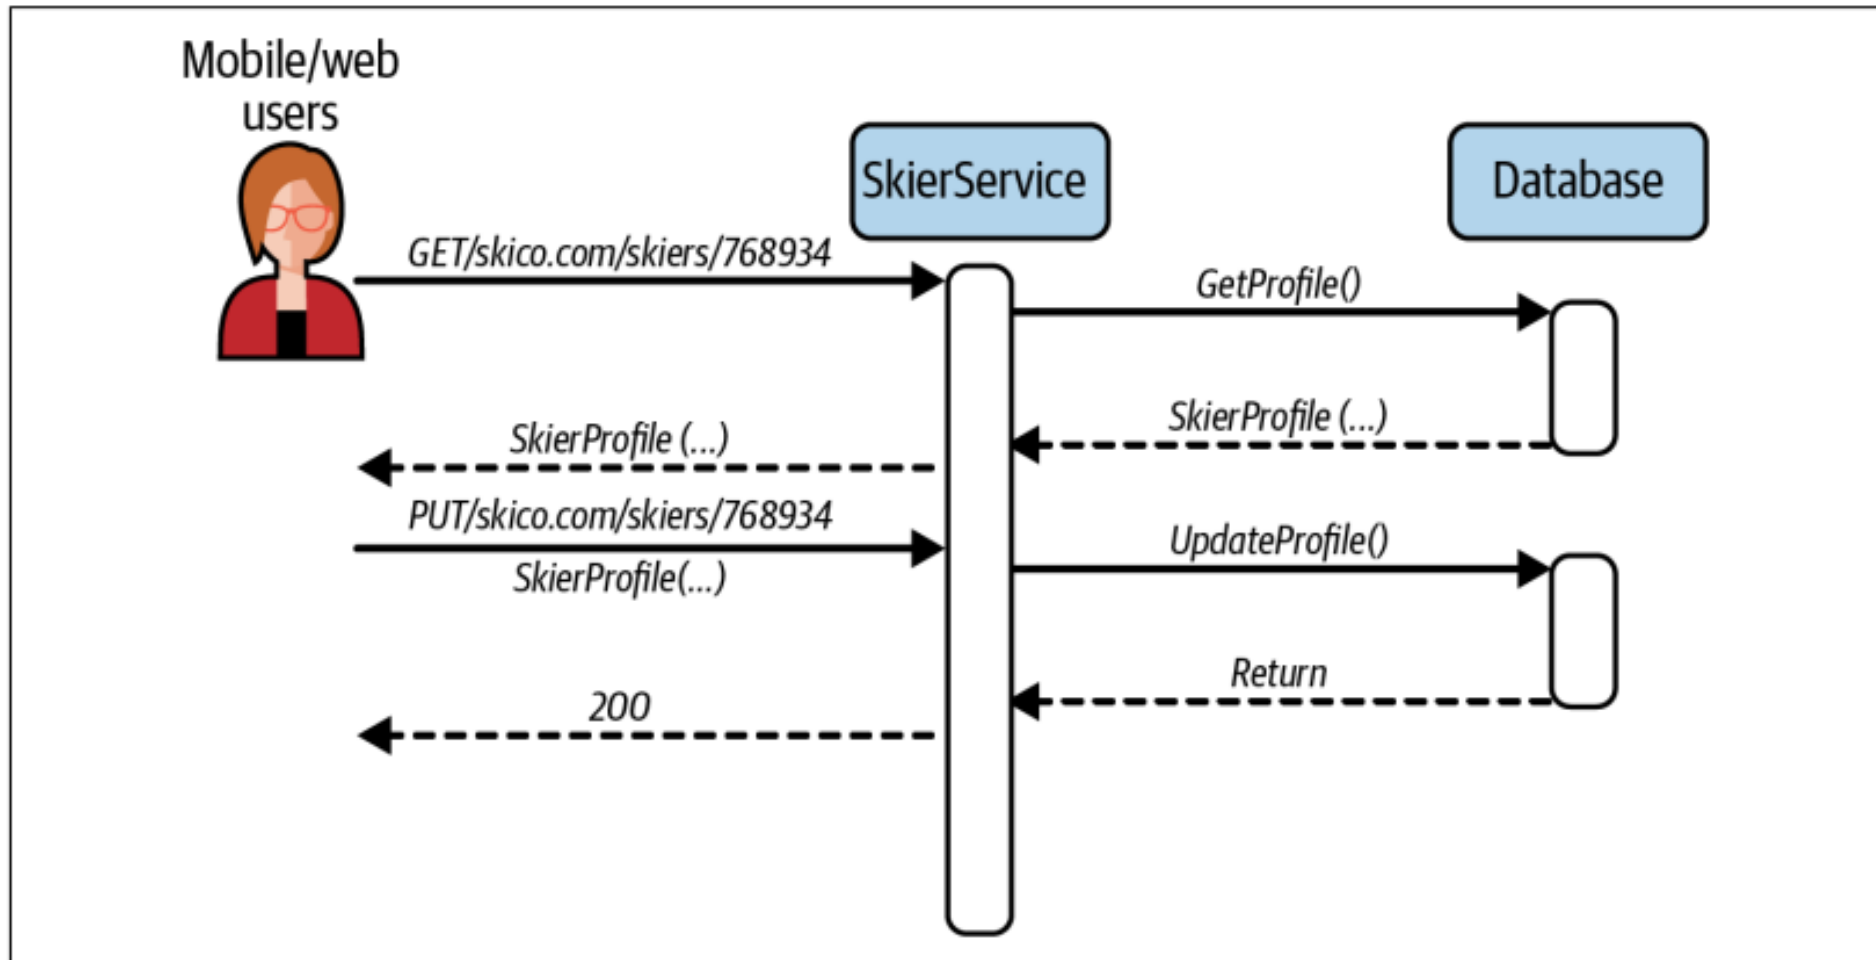 Mobile/web
users
SkierService
Database
GET/skico.com/skiers/768934
GetProfile()
SkierProfile (...)
SkierProfile (...)
PUT/skico.com/skiers/768934
SkierProfile(...)
UpdateProfile()
Return
200